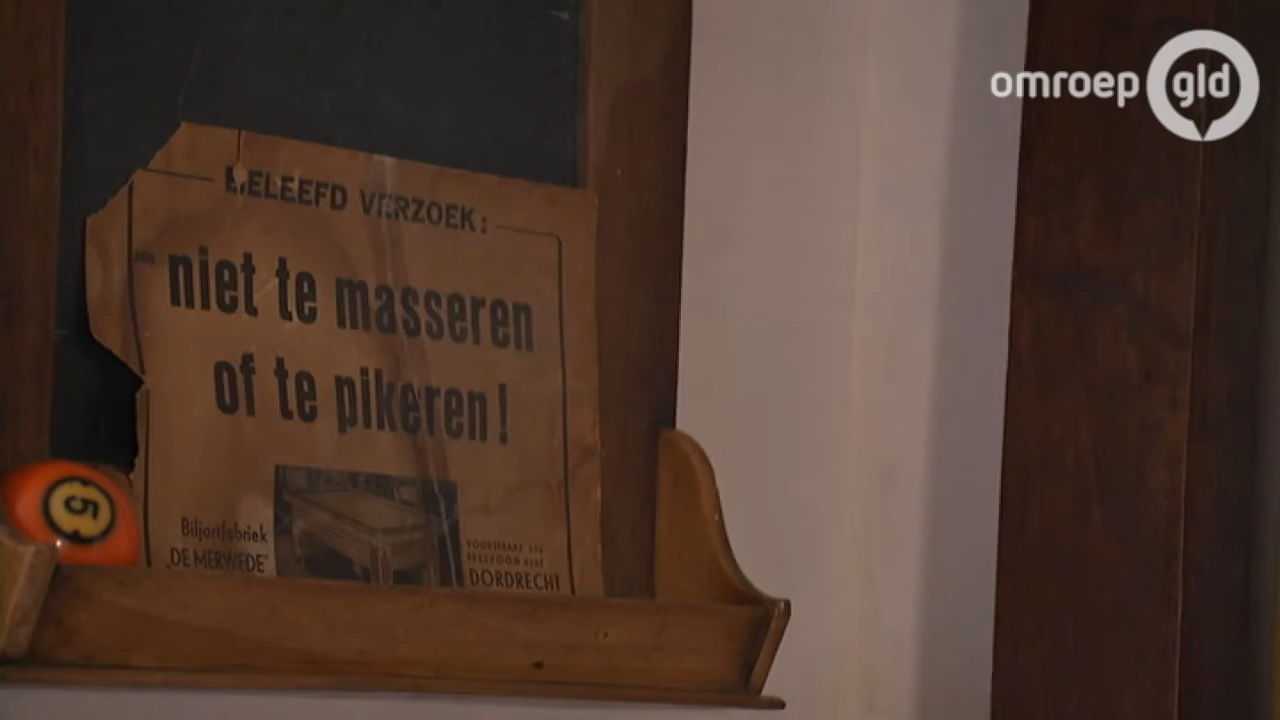 omroep gld
BELEEFD VERZOEK:
niet te masseren
of te pikeren!
5
Biljartfabriek
"DE MERWEDE"
DORDRECHT